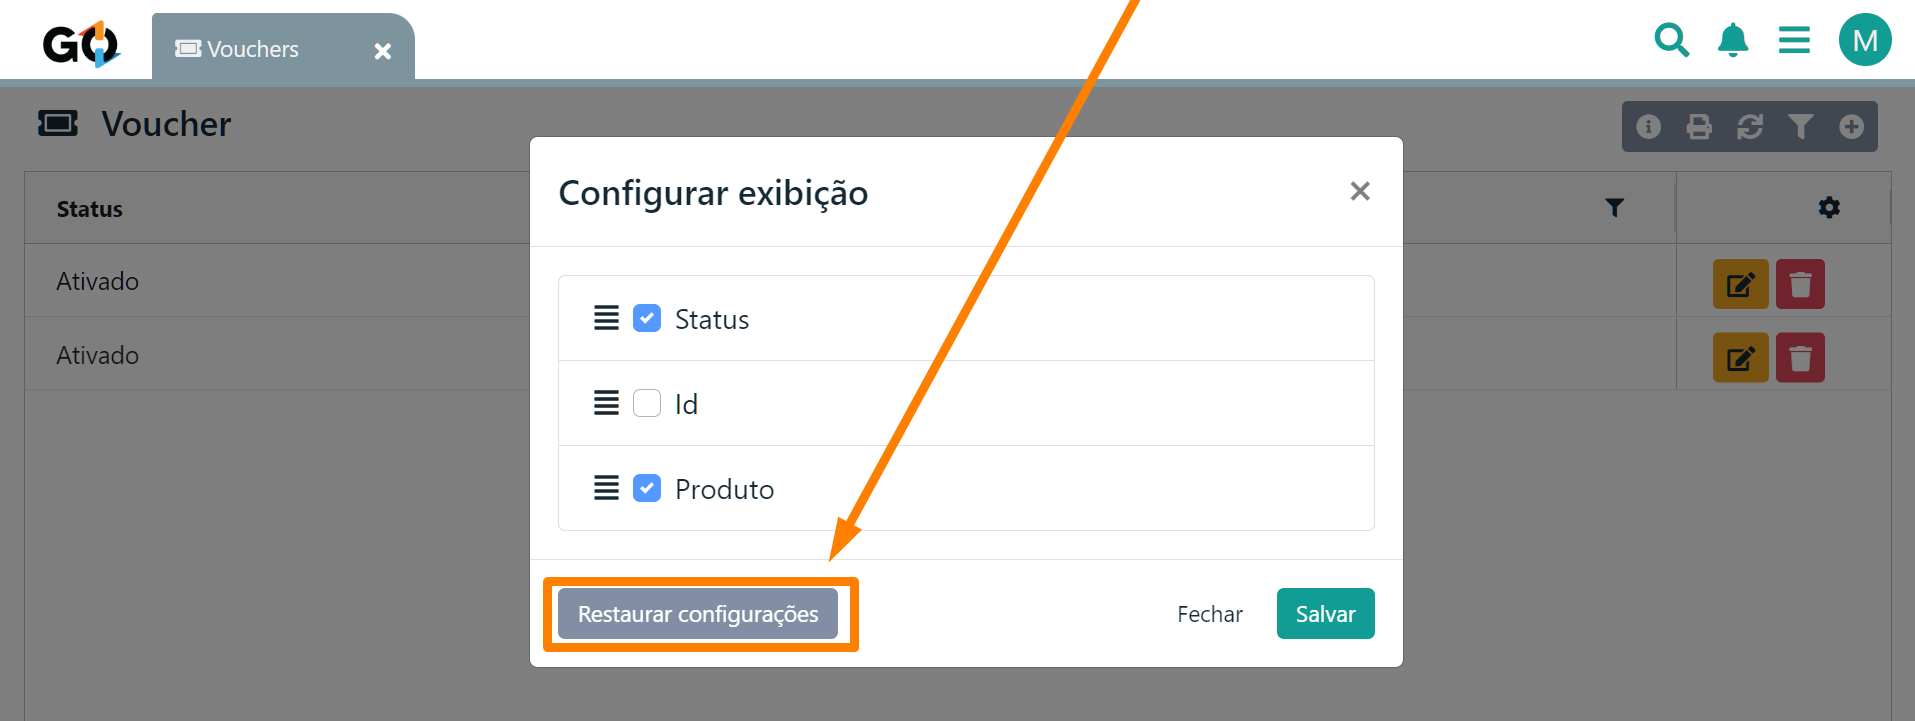 GO
Vouchers
M
Voucher
Status
Ativado
Ativado
Configurar exibição
Status
Id
Produto
Restaurar configurações
Fechar
Salvar